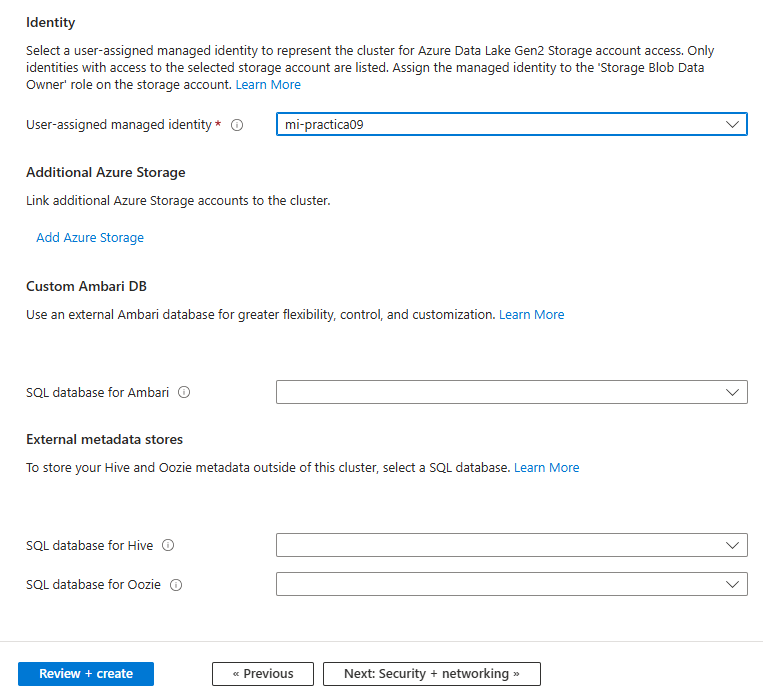 Identity
Select a user-assigned managed identity to represent the cluster for Azure Data Lake Gen2 Storage account access. Only
identities with access to the selected storage account are listed. Assign the managed identity to the 'Storage Blob Data
Owner' role on the storage account. Learn More
User-assigned managed identity *
mi-practica09
Additional Azure Storage
Link additional Azure Storage accounts to the cluster.
Add Azure Storage
Custom Ambari DB
Use an external Ambari database for greater flexibility, control, and customization. Learn More
SQL database for Ambari
External metadata stores
To store your Hive and Oozie metadata outside of this cluster, select a SQL database. Learn More
SQL database for Hive
SQL database for Oozie
Review + create
« Previous
Next: Security + networking »